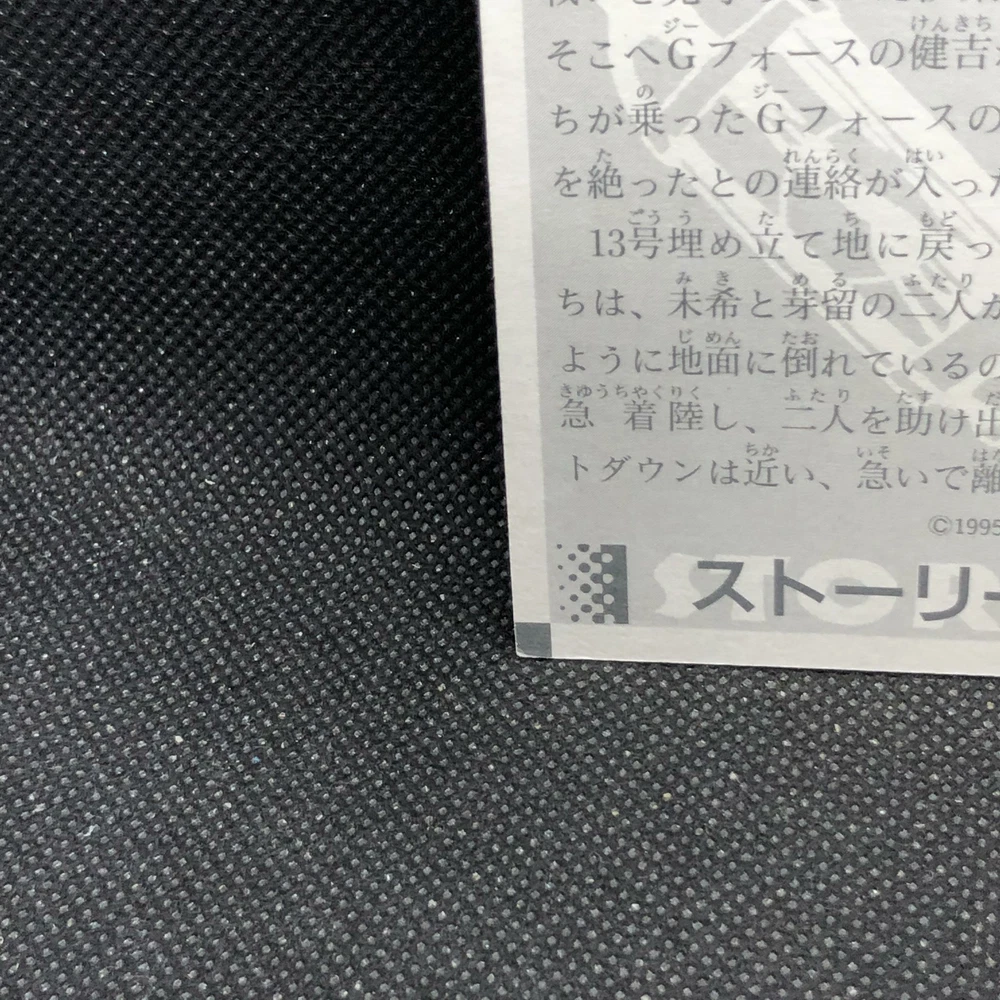 そこへGフォースの健吉
ちが乗ったGフォースの
を絶ったとの連絡が入った
13号埋め立て地に戻っ
ちは、未希と芽留の二人が
ように地面に倒れているの
急着陸し、二人を助け出
トダウンは近い、急いで離
©1995
ストーリー